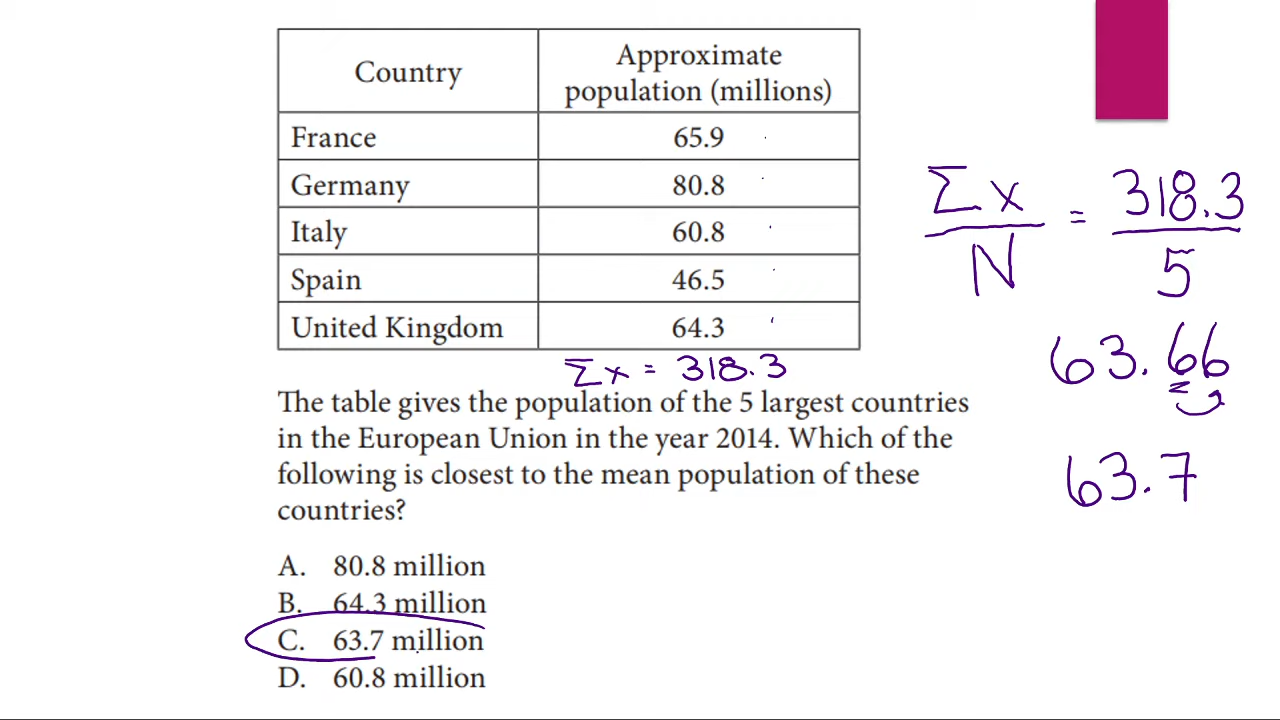 Country Approximate population (millions)
France 65.9
Germany 80.8
Italy 60.8
Spain 46.5
United Kingdom 64.3
Σx = 318.3
The table gives the population of the 5 largest countries
in the European Union in the year 2014. Which of the
following is closest to the mean population of these
countries?
A. 80.8 million
B. 64.3 million
C. 63.7 million
D. 60.8 million
Σx / N = 318.3 / 5
63.66
63.7